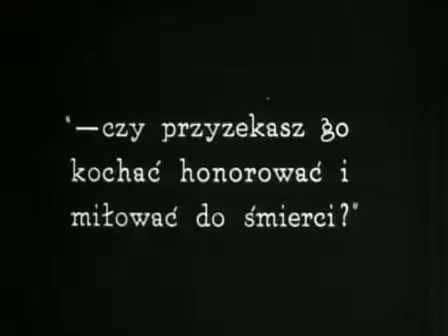 "—czy przyzekasz go
kochać honorować i
miłować do śmierci?"